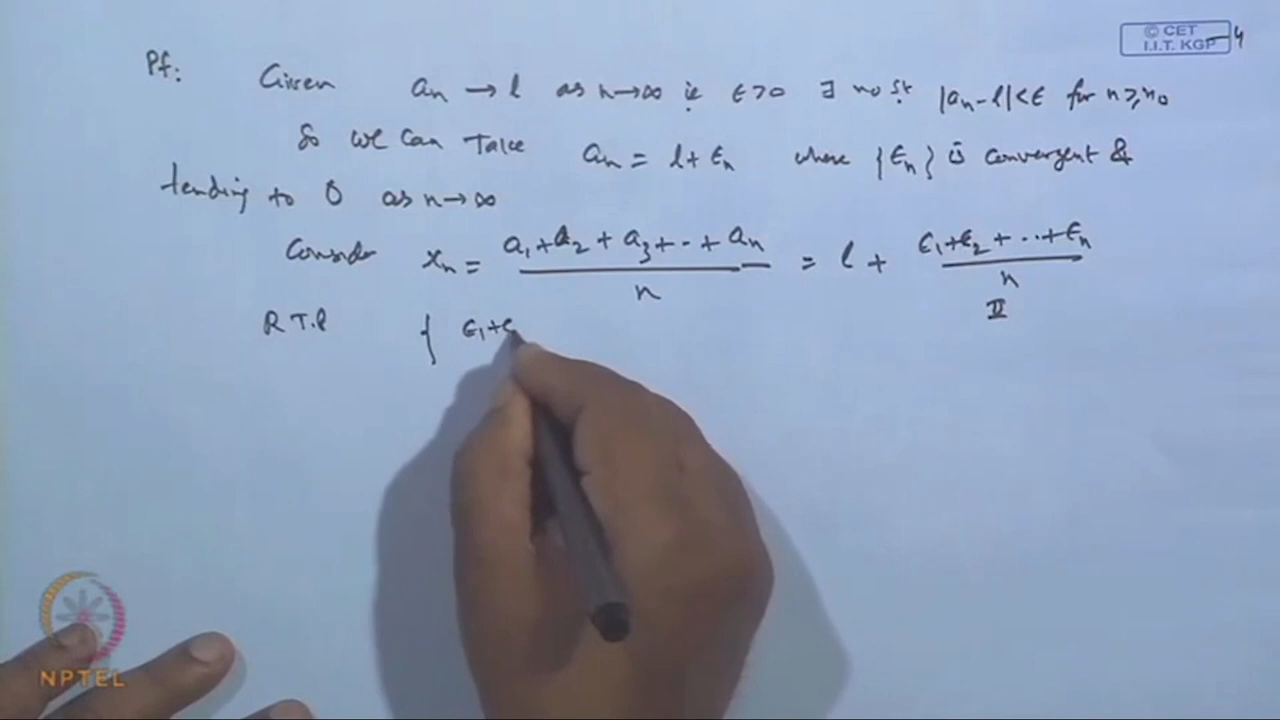 © CET
I.I.T. KGP
4
Pf: Given an → l as n→∞ ie ε>0 ∃ n₀ st |an - l| < ε for n ≥ n₀
So we can take an = l + εn where {εn} is convergent &
tending to 0 as n→∞
Consider xn = (a₁ + a₂ + a₃ + .. + an)/n = l + (ε₁+ε₂ + ... + εn)/n
II
R.T.P { ε₁+ε
NPTEL